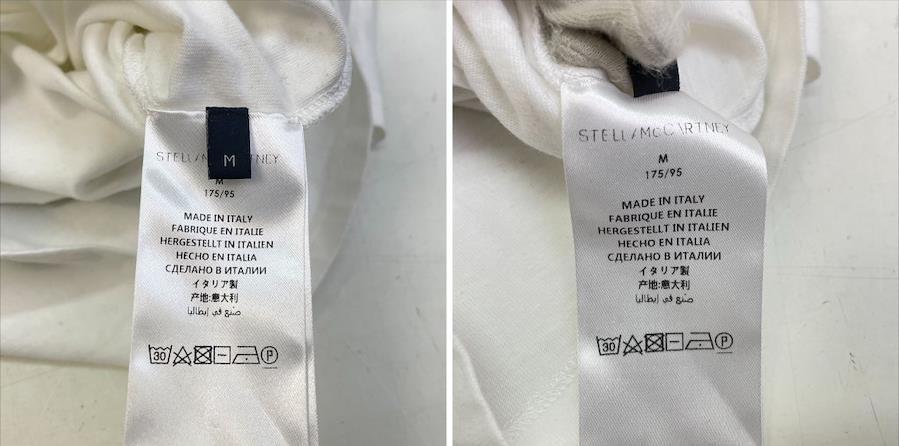 STELLA McCARTNEY
M
M
175/95
MADE IN ITALY
FABRIQUE EN ITALIE
HERGESTELLT IN ITALIEN
HECHO EN ITALIA
СДЕЛАНО В ИТАЛИИ
イタリア製
产地:意大利
صنع في إيطاليا
30 P
STELLA McCARTNEY
M
175/95
MADE IN ITALY
FABRIQUE EN ITALIE
HERGESTELLT IN ITALIEN
HECHO EN ITALIA
СДЕЛАНО В ИТАЛИИ
イタリア製
产地:意大利
صنع في إيطاليا
30 P